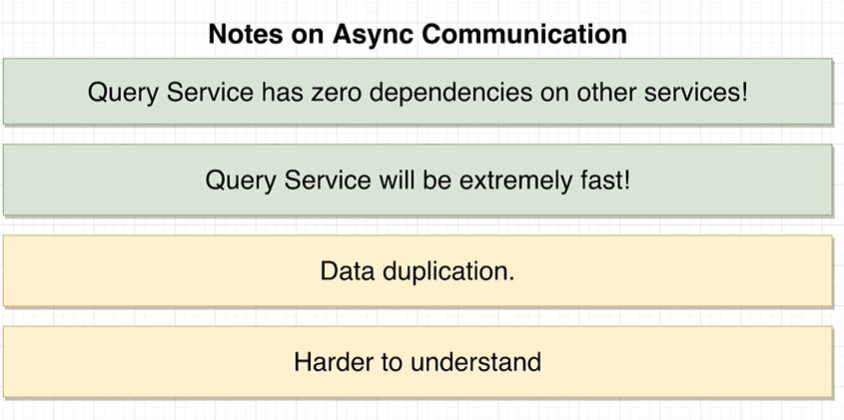 Notes on Async Communication
Query Service has zero dependencies on other services!
Query Service will be extremely fast!
Data duplication.
Harder to understand